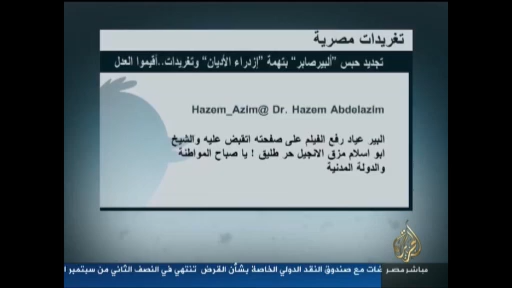 تغريدات مصرية
تجديد حبس "ألبيرصابر" بتهمة "إزدراء الأديان" وتغريدات..أقيموا العدل
Hazem_Azim@ Dr. Hazem Abdelazim
البير عياد رفع الفيلم على صفحته اتقبض عليه والشيخ
ابو اسلام مزق الانجيل حر طليق ! يا صباح المواطنة
والدولة المدنية
الجزيرة
مباشر مصر
غات مع صندوق النقد الدولي الخاصة بشأن القرض تنتهي في النصف الثاني من سبتمبر